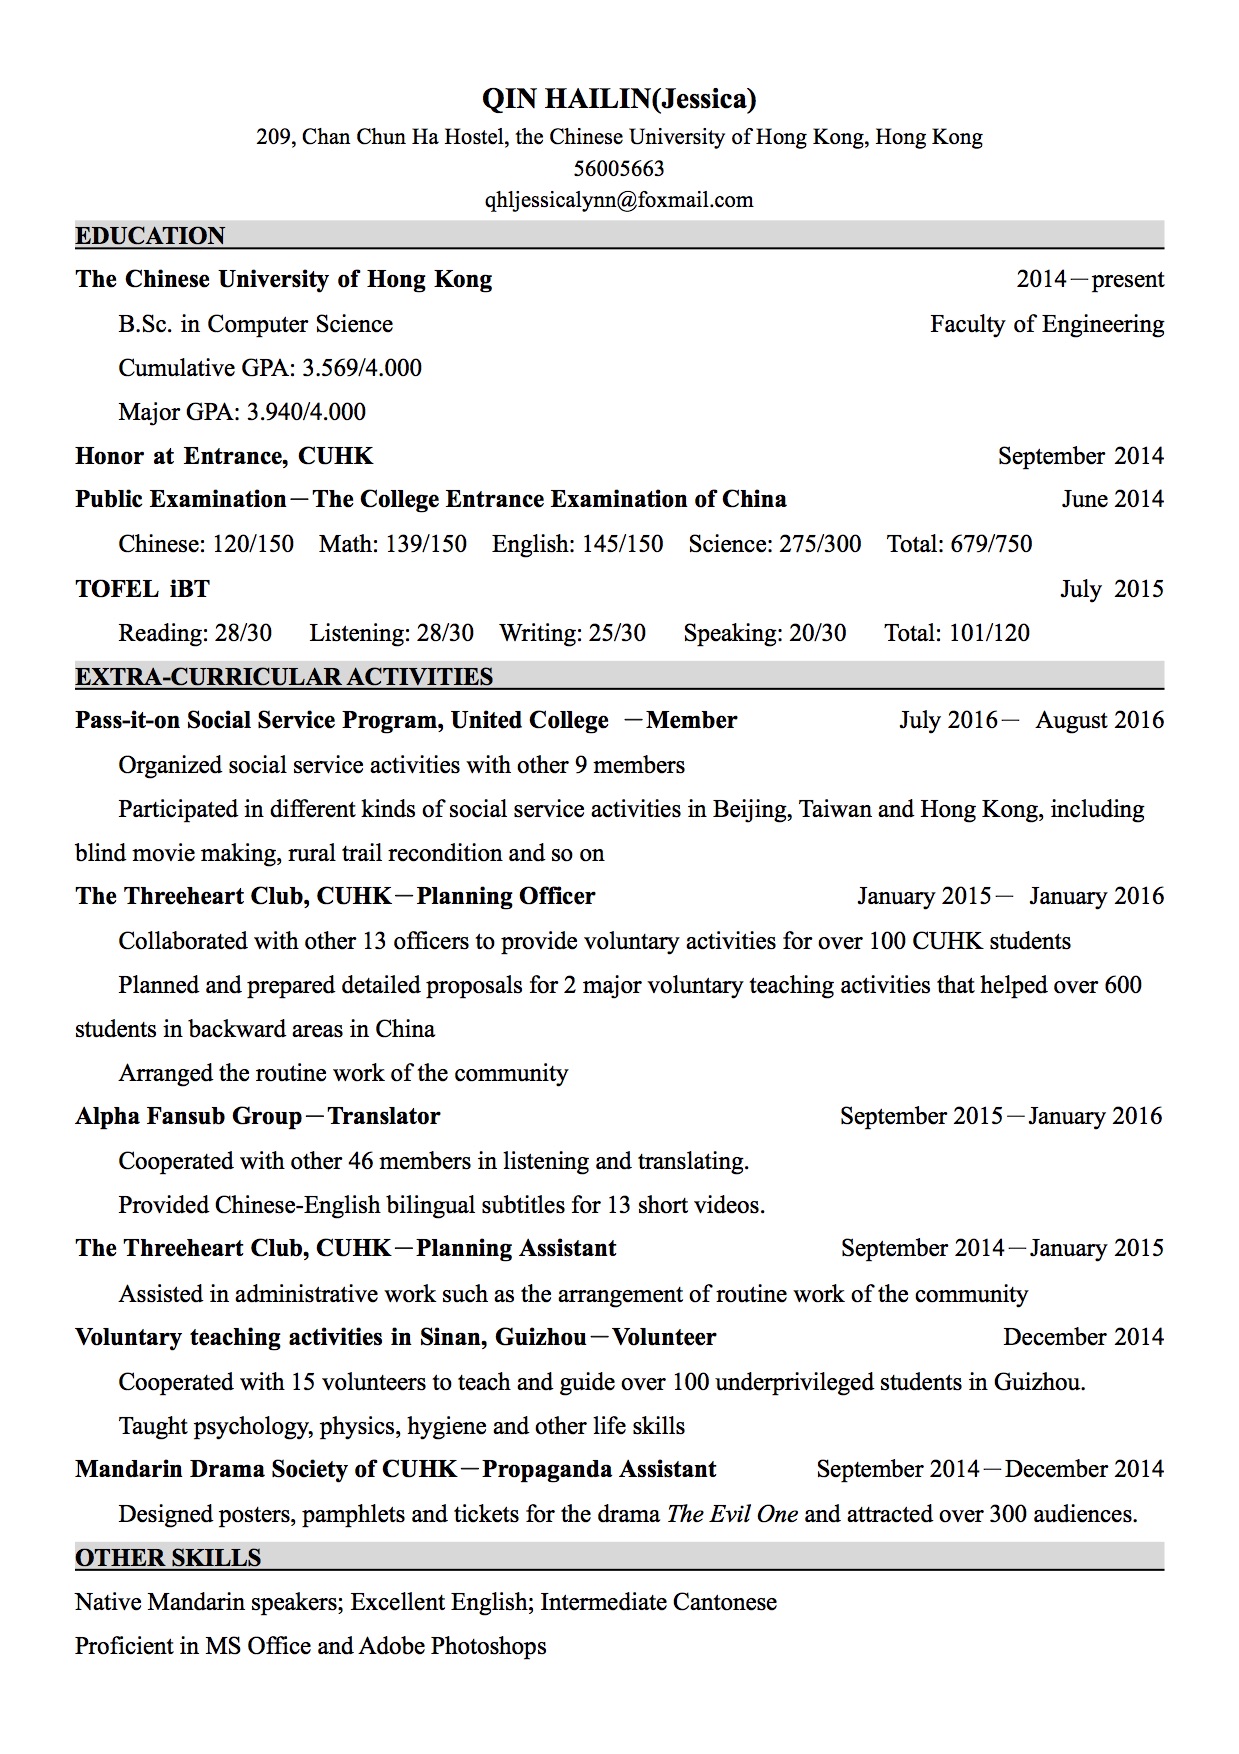 QIN HAILIN(Jessica)
209, Chan Chun Ha Hostel, the Chinese University of Hong Kong, Hong Kong
56005663
qhljessicalynn@foxmail.com
EDUCATION
The Chinese University of Hong Kong 2014—present
B.Sc. in Computer Science Faculty of Engineering
Cumulative GPA: 3.569/4.000
Major GPA: 3.940/4.000
Honor at Entrance, CUHK September 2014
Public Examination—The College Entrance Examination of China June 2014
Chinese: 120/150 Math: 139/150 English: 145/150 Science: 275/300 Total: 679/750
TOFEL iBT July 2015
Reading: 28/30 Listening: 28/30 Writing: 25/30 Speaking: 20/30 Total: 101/120
EXTRA-CURRICULAR ACTIVITIES
Pass-it-on Social Service Program, United College —Member July 2016— August 2016
Organized social service activities with other 9 members
Participated in different kinds of social service activities in Beijing, Taiwan and Hong Kong, including
blind movie making, rural trail recondition and so on
The Threeheart Club, CUHK—Planning Officer January 2015— January 2016
Collaborated with other 13 officers to provide voluntary activities for over 100 CUHK students
Planned and prepared detailed proposals for 2 major voluntary teaching activities that helped over 600
students in backward areas in China
Arranged the routine work of the community
Alpha Fansub Group—Translator September 2015—January 2016
Cooperated with other 46 members in listening and translating.
Provided Chinese-English bilingual subtitles for 13 short videos.
The Threeheart Club, CUHK—Planning Assistant September 2014—January 2015
Assisted in administrative work such as the arrangement of routine work of the community
Voluntary teaching activities in Sinan, Guizhou—Volunteer December 2014
Cooperated with 15 volunteers to teach and guide over 100 underprivileged students in Guizhou.
Taught psychology, physics, hygiene and other life skills
Mandarin Drama Society of CUHK—Propaganda Assistant September 2014—December 2014
Designed posters, pamphlets and tickets for the drama The Evil One and attracted over 300 audiences.
OTHER SKILLS
Native Mandarin speakers; Excellent English; Intermediate Cantonese
Proficient in MS Office and Adobe Photoshops